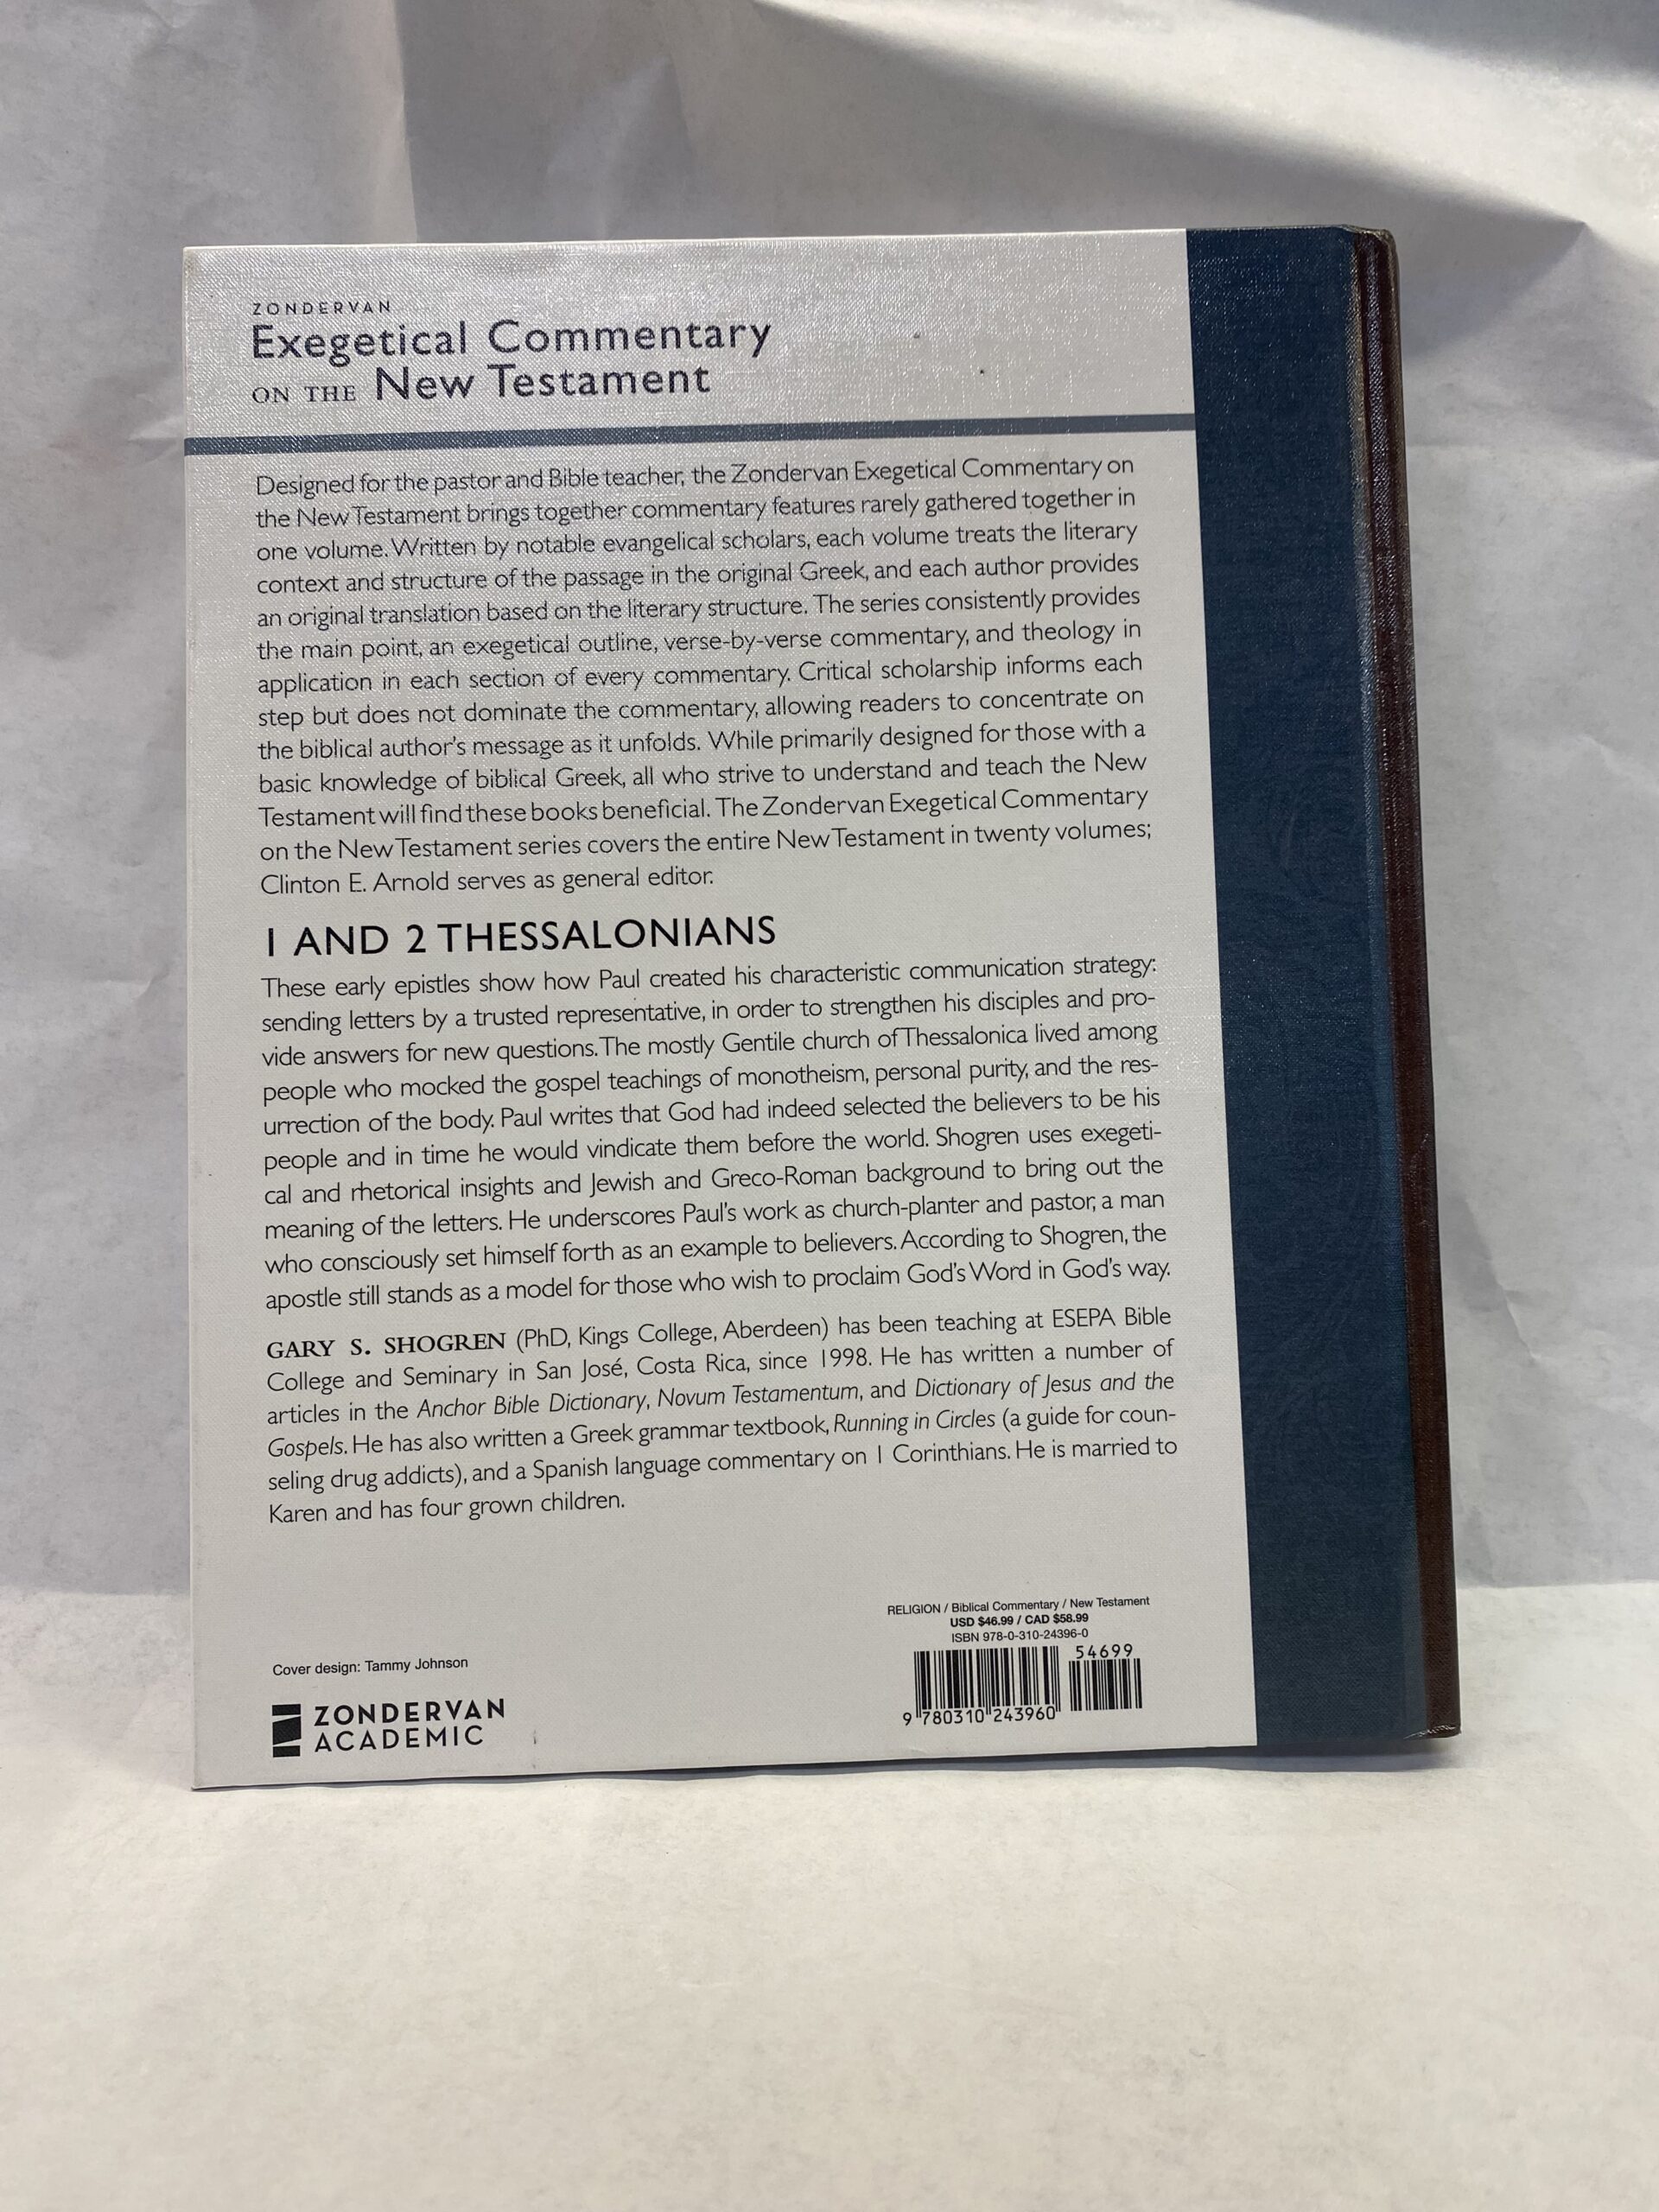 ZONDERVAN
Exegetical Commentary
ON THE New Testament
Designed for the pastor and Bible teacher, the Zondervan Exegetical Commentary on
the New Testament brings together commentary features rarely gathered together in
one volume. Written by notable evangelical scholars, each volume treats the literary
context and structure of the passage in the original Greek, and each author provides
an original translation based on the literary structure. The series consistently provides
the main point, an exegetical outline, verse-by-verse commentary, and theology in
application in each section of every commentary. Critical scholarship informs each
step but does not dominate the commentary, allowing readers to concentrate on
the biblical author's message as it unfolds. While primarily designed for those with a
basic knowledge of biblical Greek, all who strive to understand and teach the New
Testament will find these books beneficial. The Zondervan Exegetical Commentary
on the New Testament series covers the entire New Testament in twenty volumes;
Clinton E. Arnold serves as general editor.
1 AND 2 THESSALONIANS
These early epistles show how Paul created his characteristic communication strategy:
sending letters by a trusted representative, in order to strengthen his disciples and pro-
vide answers for new questions. The mostly Gentile church of Thessalonica lived among
people who mocked the gospel teachings of monotheism, personal purity, and the res-
urrection of the body. Paul writes that God had indeed selected the believers to be his
people and in time he would vindicate them before the world. Shogren uses exegeti-
cal and rhetorical insights and Jewish and Greco-Roman background to bring out the
meaning of the letters. He underscores Paul's work as church-planter and pastor, a man
who consciously set himself forth as an example to believers. According to Shogren, the
apostle still stands as a model for those who wish to proclaim God's Word in God's way.
GARY S. SHOGREN (PhD, Kings College, Aberdeen) has been teaching at ESEPA Bible
College and Seminary in San José, Costa Rica, since 1998. He has written a number of
articles in the Anchor Bible Dictionary, Novum Testamentum, and Dictionary of Jesus and the
Gospels. He has also written a Greek grammar textbook, Running in Circles (a guide for coun-
seling drug addicts), and a Spanish language commentary on 1 Corinthians. He is married to
Karen and has four grown children.
RELIGION / Biblical Commentary / New Testament
USD $46.99 / CAD $58.99
ISBN 978-0-310-24396-0
54699
9 780310 243960
Cover design: Tammy Johnson
ZONDERVAN
ACADEMIC